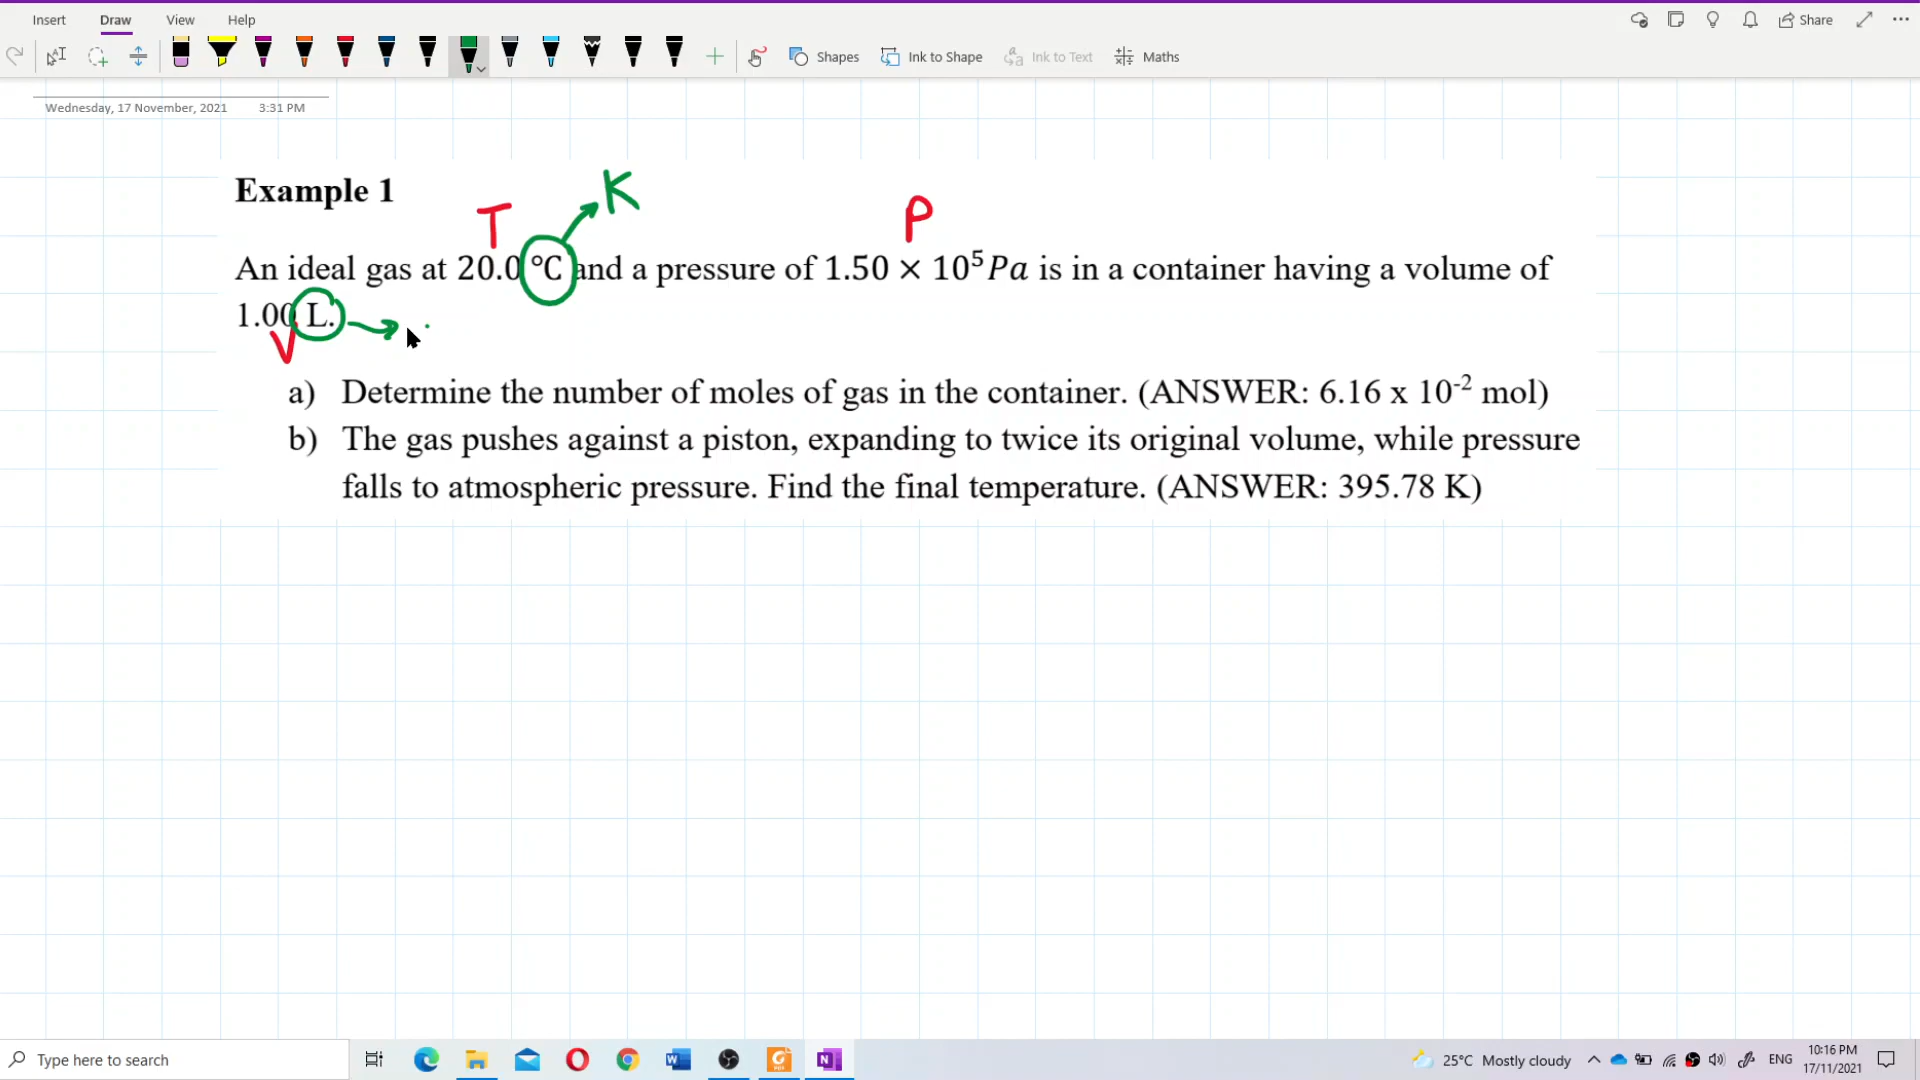 Insert Draw View Help
Share
Shapes Ink to Shape Ink to Text Maths
Wednesday, 17 November, 2021 3:31 PM
Example 1
K
T
P
An ideal gas at 20.0 °C and a pressure of 1.50 × 10⁵Pa is in a container having a volume of
1.00 L.
V
a) Determine the number of moles of gas in the container. (ANSWER: 6.16 x 10⁻² mol)
b) The gas pushes against a piston, expanding to twice its original volume, while pressure
falls to atmospheric pressure. Find the final temperature. (ANSWER: 395.78 K)
Type here to search
25°C Mostly cloudy
ENG
10:16 PM
17/11/2021